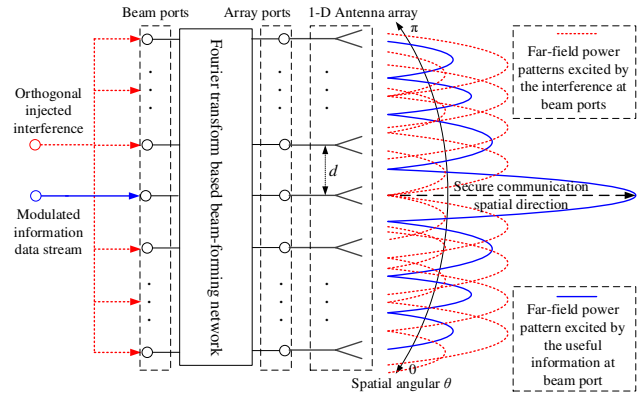 Beam ports
Array ports
1-D Antenna array
π
Far-field power
patterns excited by
the interference at
beam ports
Orthogonal
injected
interference
Fourier transform based beam-forming network
d
Modulated
information
data stream
Secure communication
spatial direction
Far-field power
pattern excited by
the useful
information at
beam port
0
Spatial angular θ